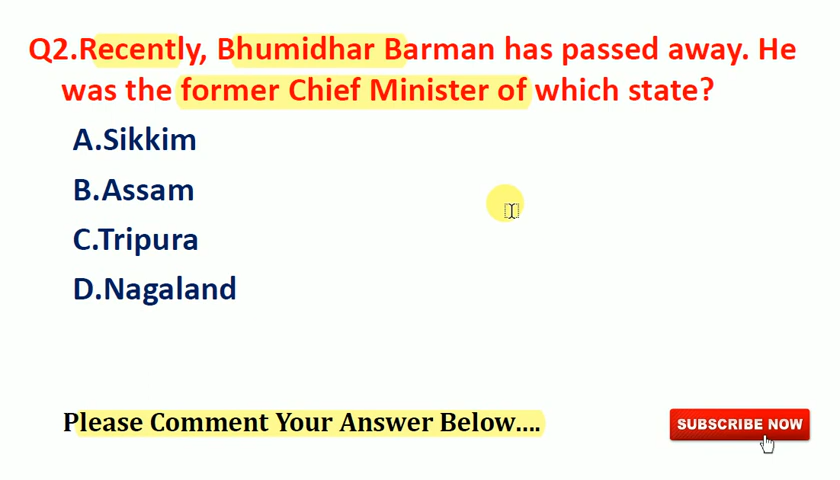 Q2.Recently, Bhumidhar Barman has passed away. He
was the former Chief Minister of which state?
A.Sikkim
B.Assam
C.Tripura
D.Nagaland
Please Comment Your Answer Below....
SUBSCRIBE NOW